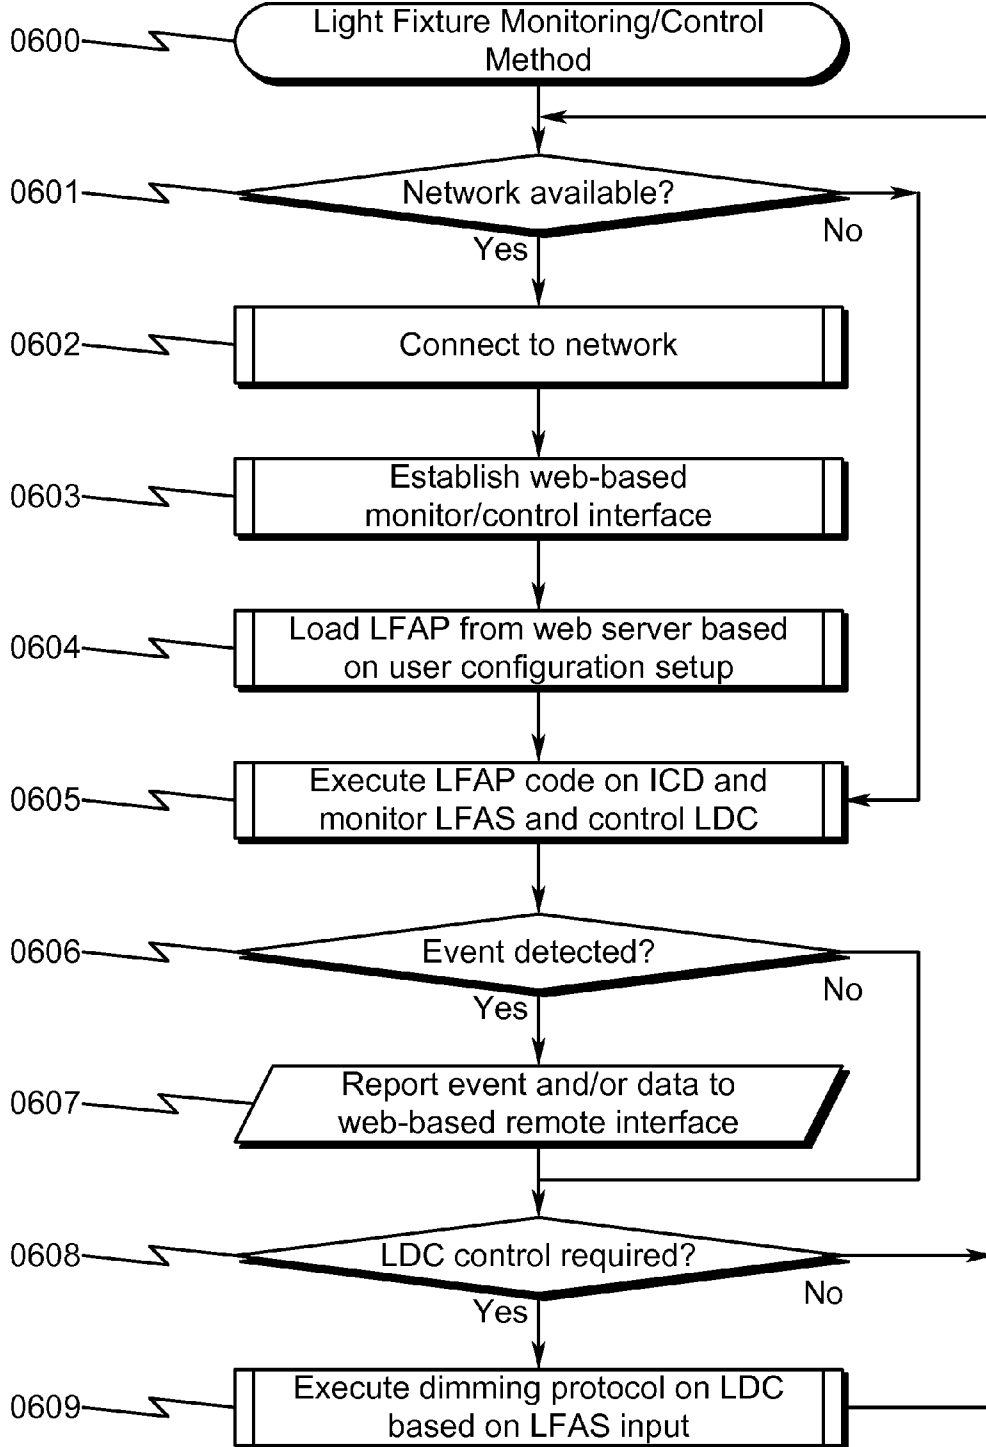 Light Fixture Monitoring/Control
Method
0600
0601
Network available?
No
Yes
0602
Connect to network
0603
Establish web-based
monitor/control interface
0604
Load LFAP from web server based
on user configuration setup
0605
Execute LFAP code on ICD and
monitor LFAS and control LDC
0606
Event detected?
No
Yes
0607
Report event and/or data to
web-based remote interface
0608
LDC control required?
No
Yes
0609
Execute dimming protocol on LDC
based on LFAS input